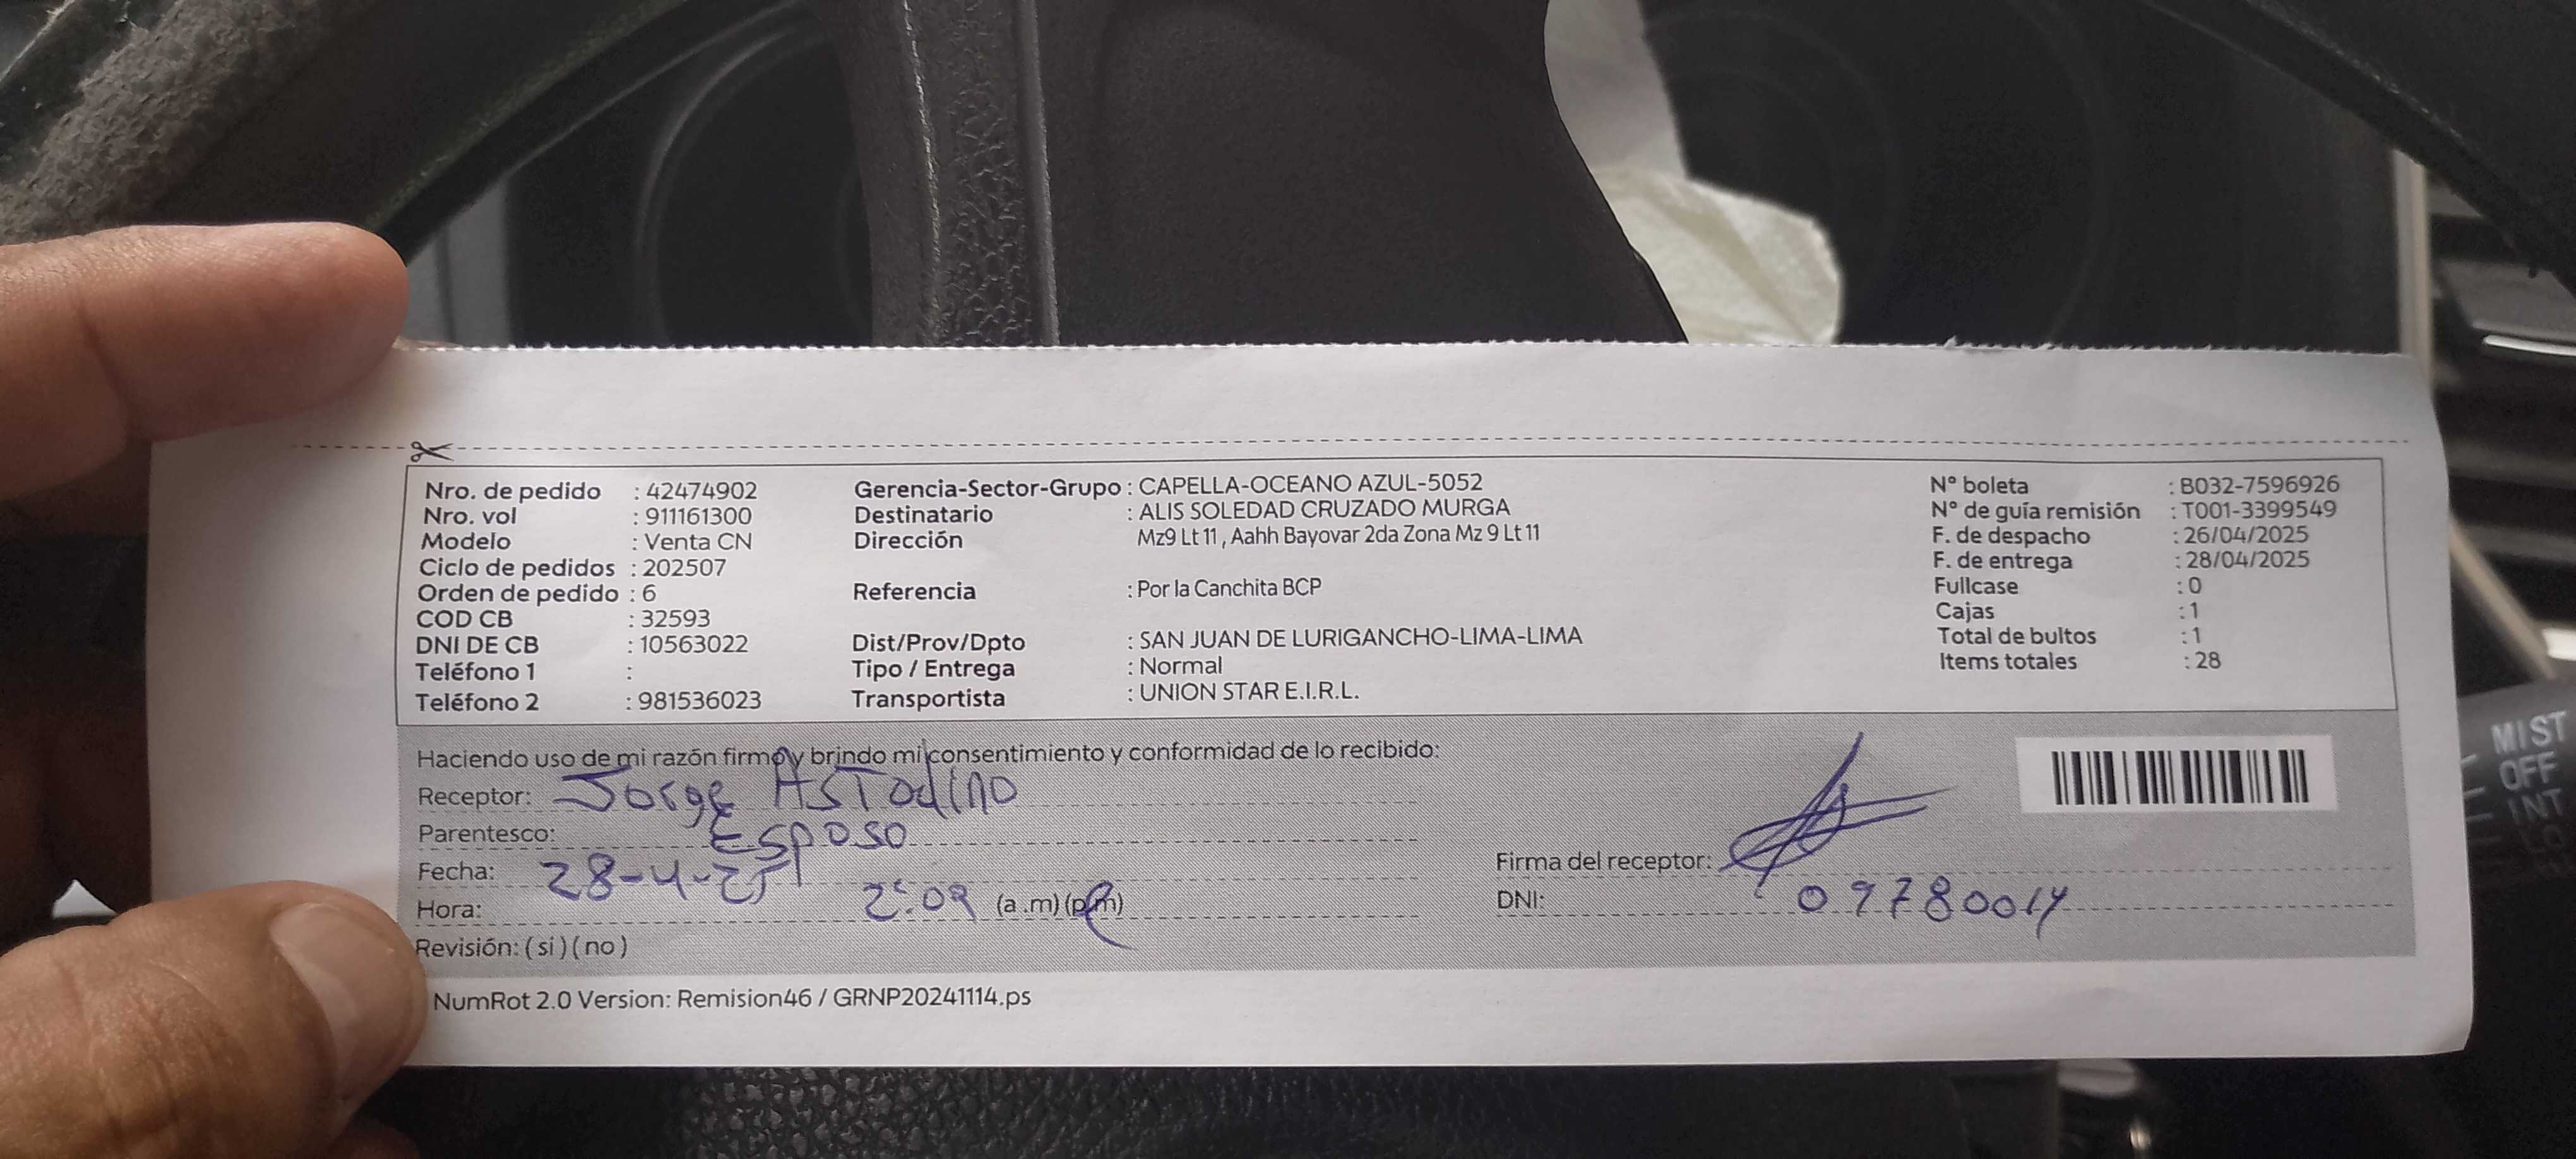 Nro. de pedido : 42474902
Nro. vol : 911161300
Modelo : Venta CN
Ciclo de pedidos : 202507
Orden de pedido : 6
COD CB : 32593
DNI DE CB : 10563022
Teléfono 1 :
Teléfono 2 : 981536023
Gerencia-Sector-Grupo : CAPELLA-OCEANO AZUL-5052
Destinatario : ALIS SOLEDAD CRUZADO MURGA
Dirección Mz9 Lt 11 , Aahh Bayovar 2da Zona Mz 9 Lt 11
Referencia : Por la Canchita BCP
Dist/Prov/Dpto : SAN JUAN DE LURIGANCHO-LIMA-LIMA
Tipo / Entrega : Normal
Transportista : UNION STAR E.I.R.L.
N° boleta : B032-7596926
N° de guía remisión : T001-3399549
F. de despacho : 26/04/2025
F. de entrega : 28/04/2025
Fullcase : 0
Cajas : 1
Total de bultos : 1
Items totales : 28
Haciendo uso de mi razón firmo y brindo mi consentimiento y conformidad de lo recibido:
Receptor: Jorge
Parentesco: Esposo
Fecha: 28-4-25
Hora: 2:09 (a.m) (p.m)
Revisión: ( si ) ( no )
Firma del receptor:
DNI: 09780014
NumRot 2.0 Version: Remision46 / GRNP20241114.ps
MIST
OFF
INT
LO